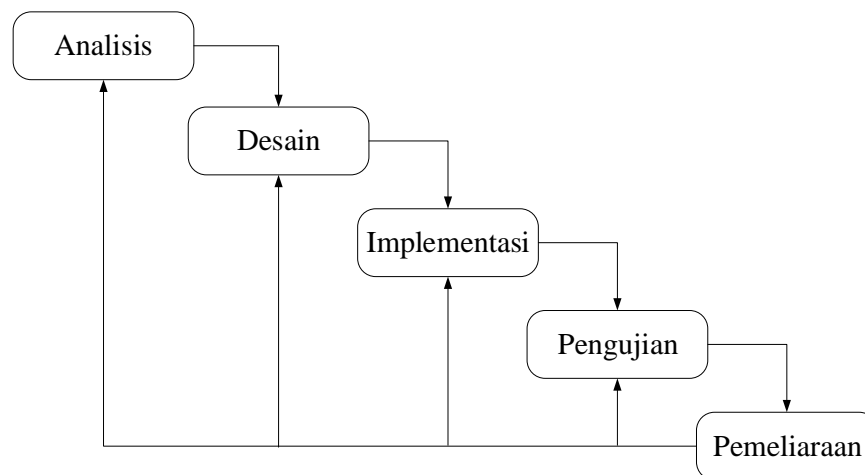 Analisis
Desain
Implementasi
Pengujian
Pemeliaraan